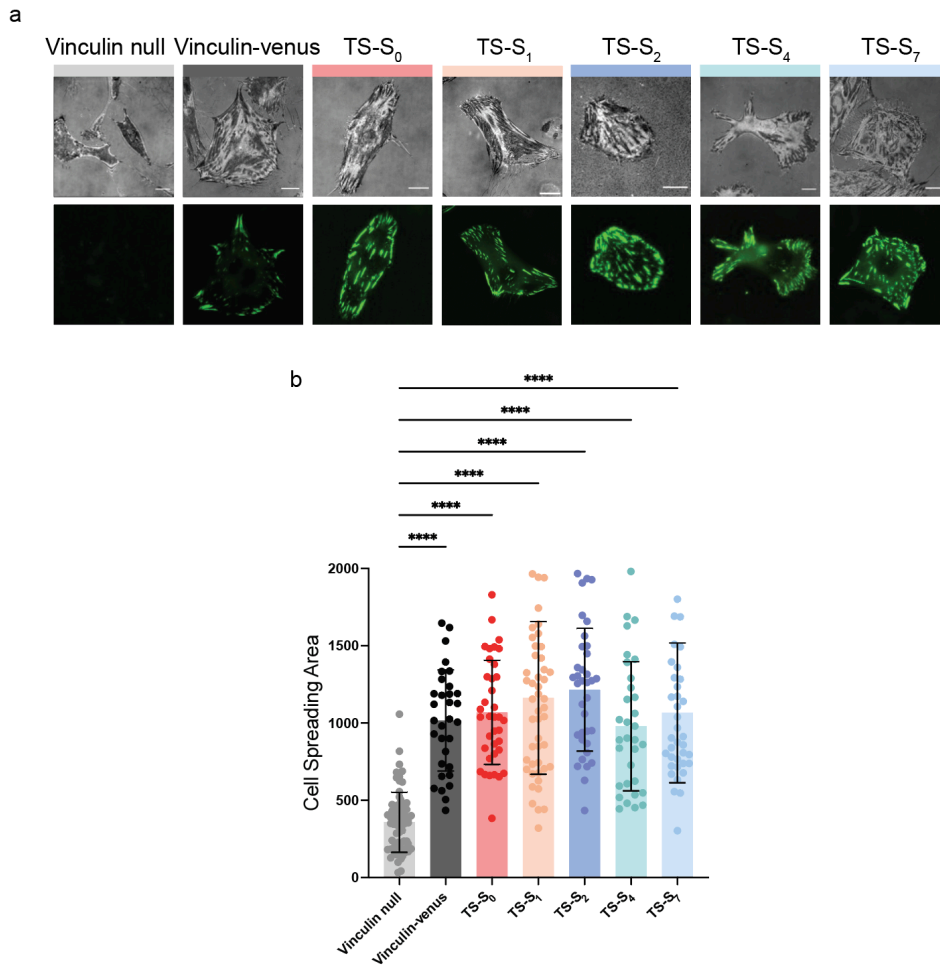 a
Vinculin null Vinculin-venus TS-S₀ TS-S₁ TS-S₂ TS-S₄ TS-S₇
b
****
****
****
****
****
****
2000
1500
1000
500
0
Cell Spreading Area
Vinculin null Vinculin-venus TS-S₀ TS-S₁ TS-S₂ TS-S₄ TS-S₇